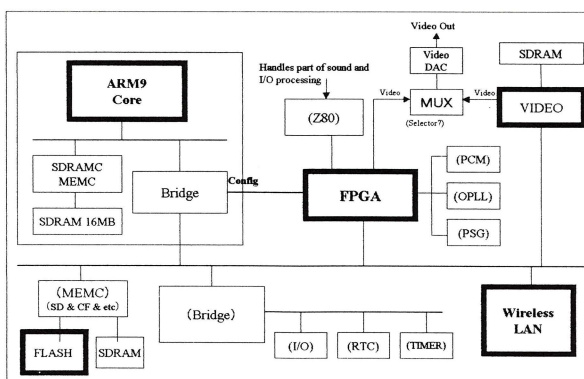 Video Out
Video
DAC
SDRAM
Handles part of sound and
I/O processing
ARM9
Core
Video
MUX
Video
VIDEO
(Selector?)
(Z80)
SDRAMC
MEMC
Bridge
Config
FPGA
(PCM)
(OPLL)
(PSG)
SDRAM 16MB
(MEMC)
(SD & CF & etc)
(Bridge)
Wireless
LAN
FLASH
SDRAM
(I/O)
(RTC)
(TIMER)